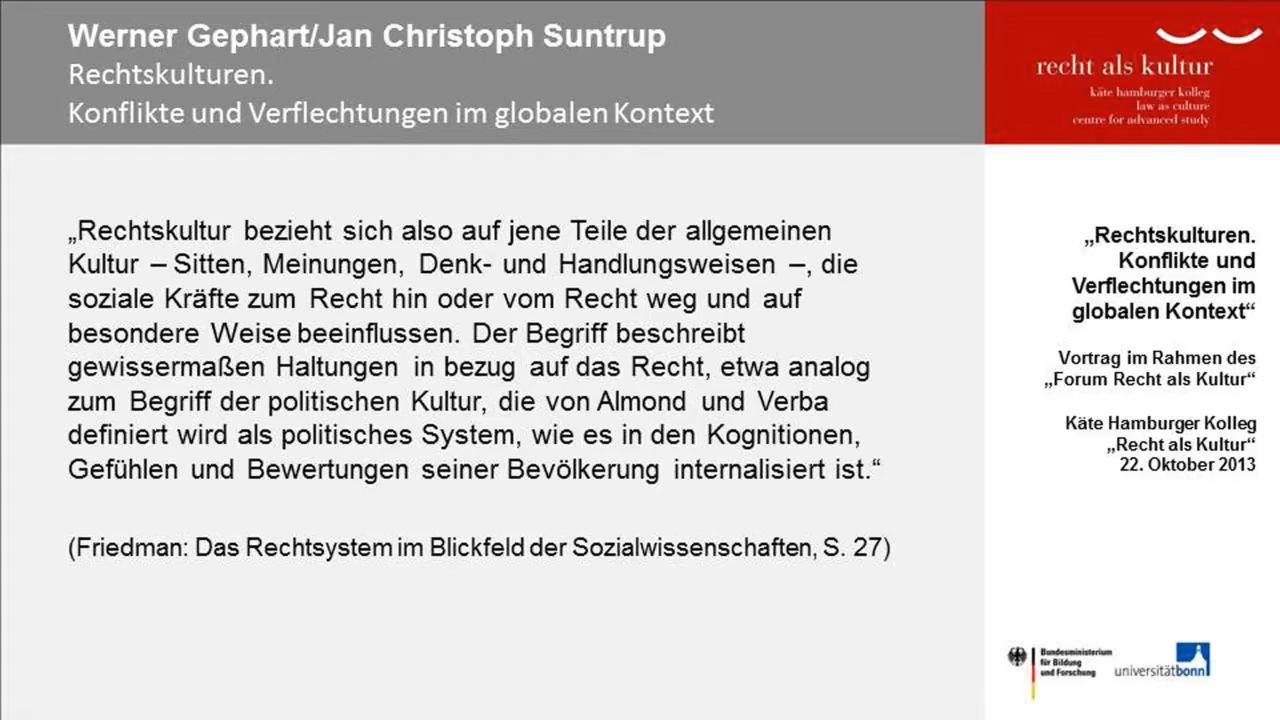 Werner Gephart/Jan Christoph Suntrup
Rechtskulturen.
Konflikte und Verflechtungen im globalen Kontext
recht als kultur
käte hamburger kolleg
law as culture
centre for advanced study
„Rechtskultur bezieht sich also auf jene Teile der allgemeinen
Kultur – Sitten, Meinungen, Denk- und Handlungsweisen –, die
soziale Kräfte zum Recht hin oder vom Recht weg und auf
besondere Weise beeinflussen. Der Begriff beschreibt
gewissermaßen Haltungen in bezug auf das Recht, etwa analog
zum Begriff der politischen Kultur, die von Almond und Verba
definiert wird als politisches System, wie es in den Kognitionen,
Gefühlen und Bewertungen seiner Bevölkerung internalisiert ist.“
(Friedman: Das Rechtsystem im Blickfeld der Sozialwissenschaften, S. 27)
„Rechtskulturen.
Konflikte und
Verflechtungen im
globalen Kontext“
Vortrag im Rahmen des
„Forum Recht als Kultur“
Käte Hamburger Kolleg
„Recht als Kultur“
22. Oktober 2013
Bundesministerium
für Bildung
und Forschung
universitätbonn